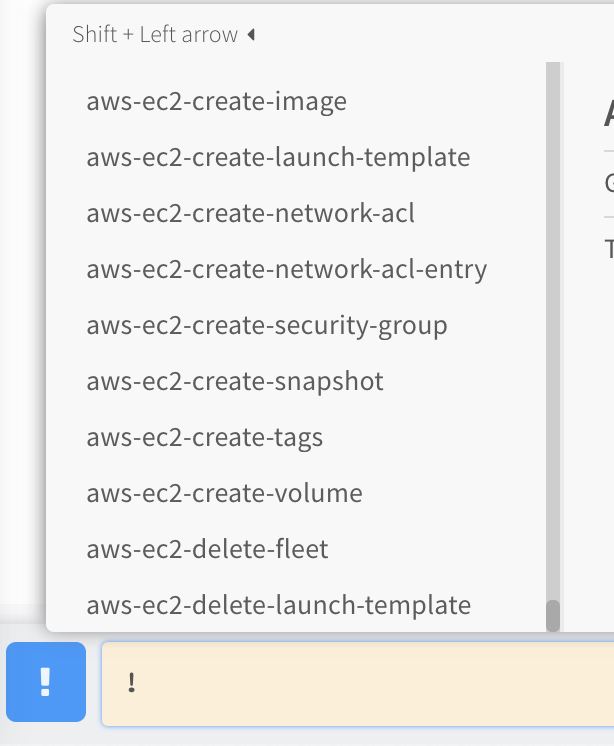 Shift + Left arrow
aws-ec2-create-image
aws-ec2-create-launch-template
aws-ec2-create-network-acl
aws-ec2-create-network-acl-entry
aws-ec2-create-security-group
aws-ec2-create-snapshot
aws-ec2-create-tags
aws-ec2-create-volume
aws-ec2-delete-fleet
aws-ec2-delete-launch-template
! !